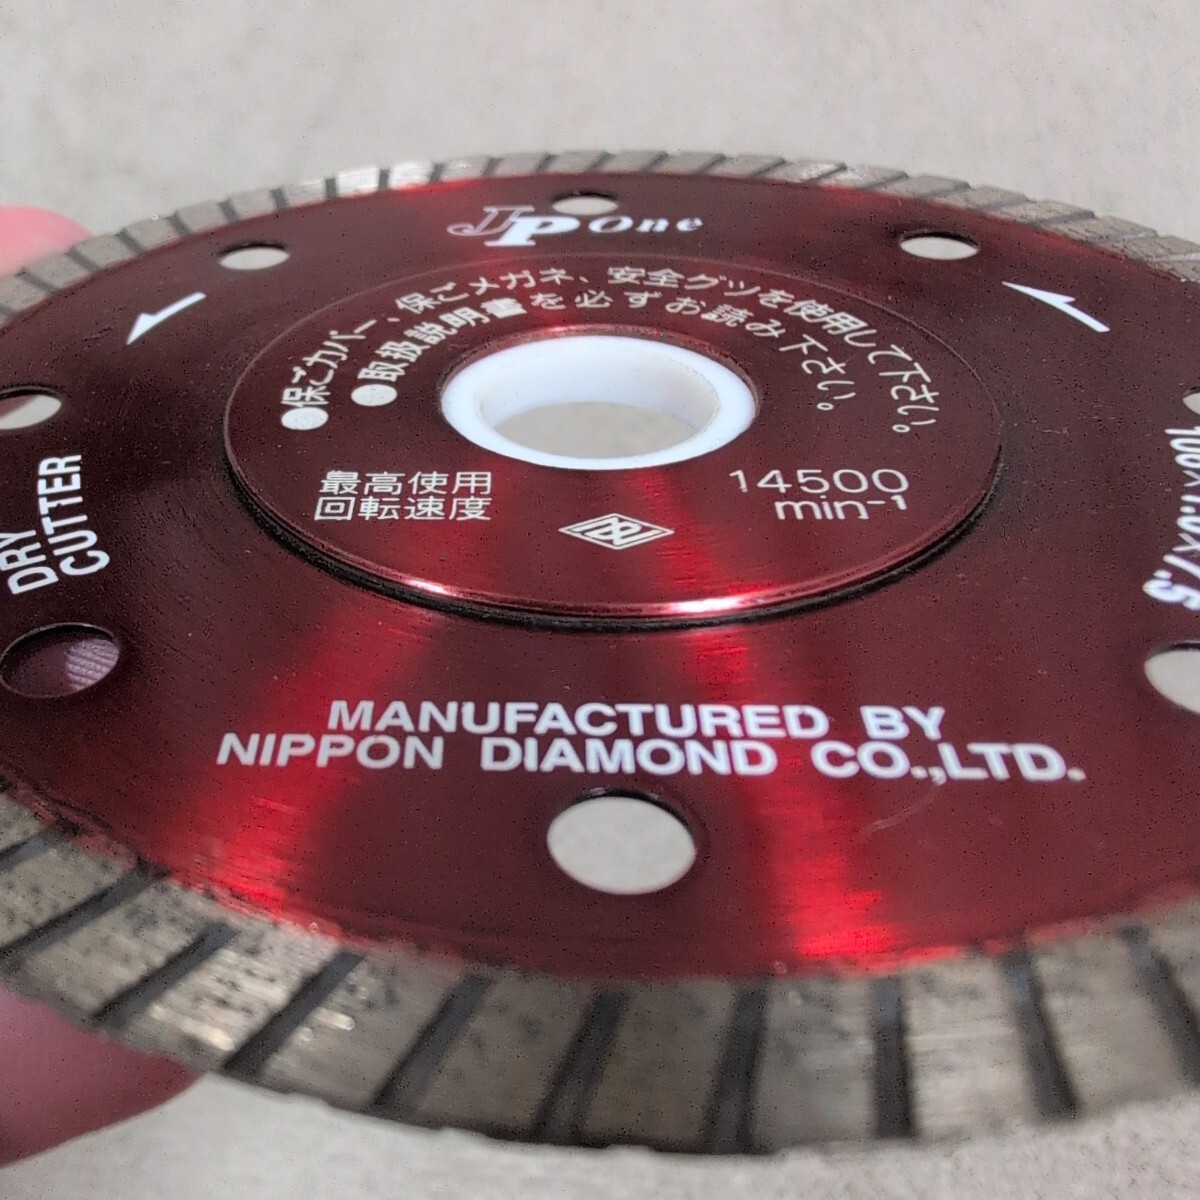 JP One
●保ごカバー、保ごメガネ、安全グツを使用して下さい。
●取扱説明書を必ずお読み下さい。
最高使用
回転速度
14500
min⁻¹
DRY
CUTTER
MANUFACTURED BY
NIPPON DIAMOND CO.,LTD.